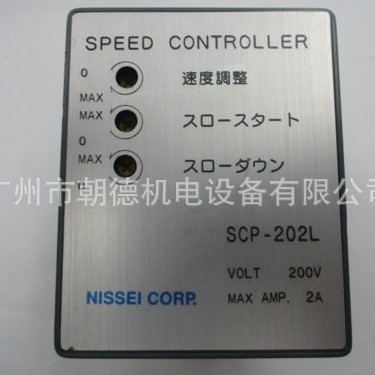 SPEED CONTROLLER
0
速度調整
MAX
MAX
スロースタート
0
MAX
スローダウン
广州市朝德机电设备有限公司
SCP-202L
VOLT 200V
NISSEI CORP. MAX AMP. 2A